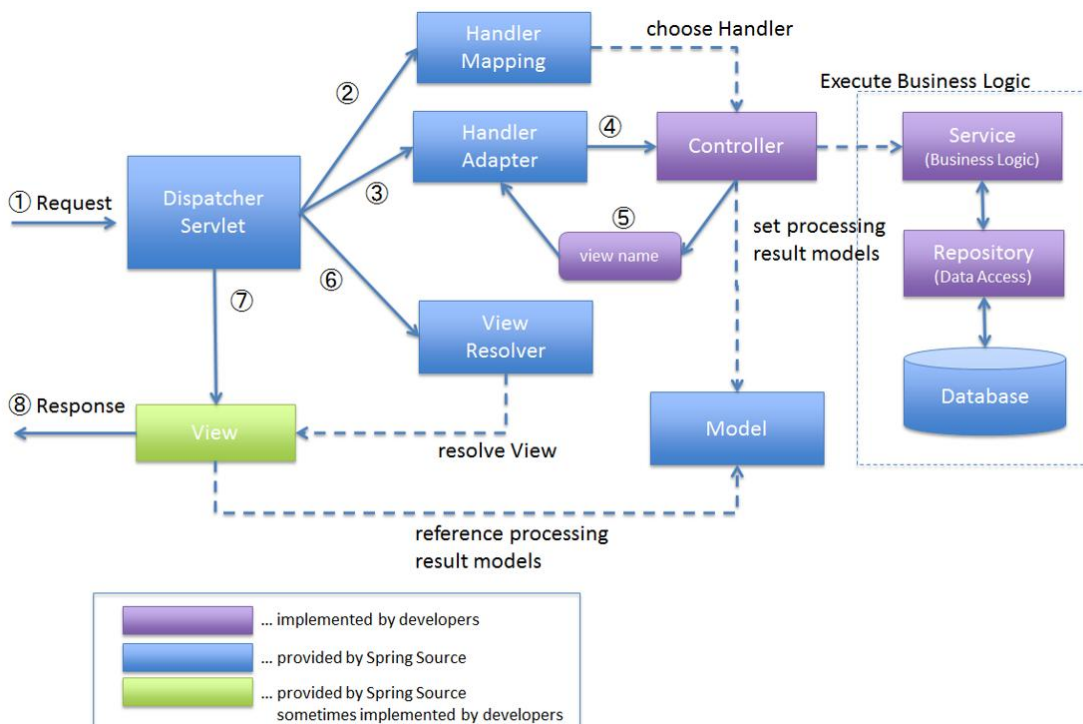 Handler
Mapping
choose Handler
②
Execute Business Logic
Handler
Adapter
④
Controller
Service
(Business Logic)
① Request
Dispatcher
Servlet
③
⑤
view name
set processing
result models
Repository
(Data Access)
⑥
⑦
View
Resolver
Database
⑧ Response
View
resolve View
Model
reference processing
result models
... implemented by developers
... provided by Spring Source
... provided by Spring Source
sometimes implemented by developers